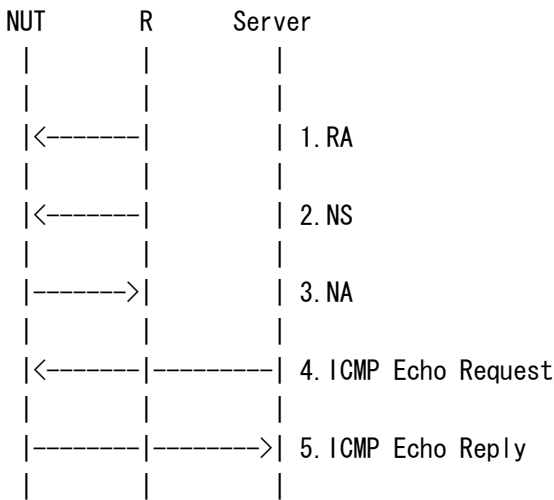 NUT R Server
1.RA
2.NS
3.NA
4.ICMP Echo Request
5.ICMP Echo Reply